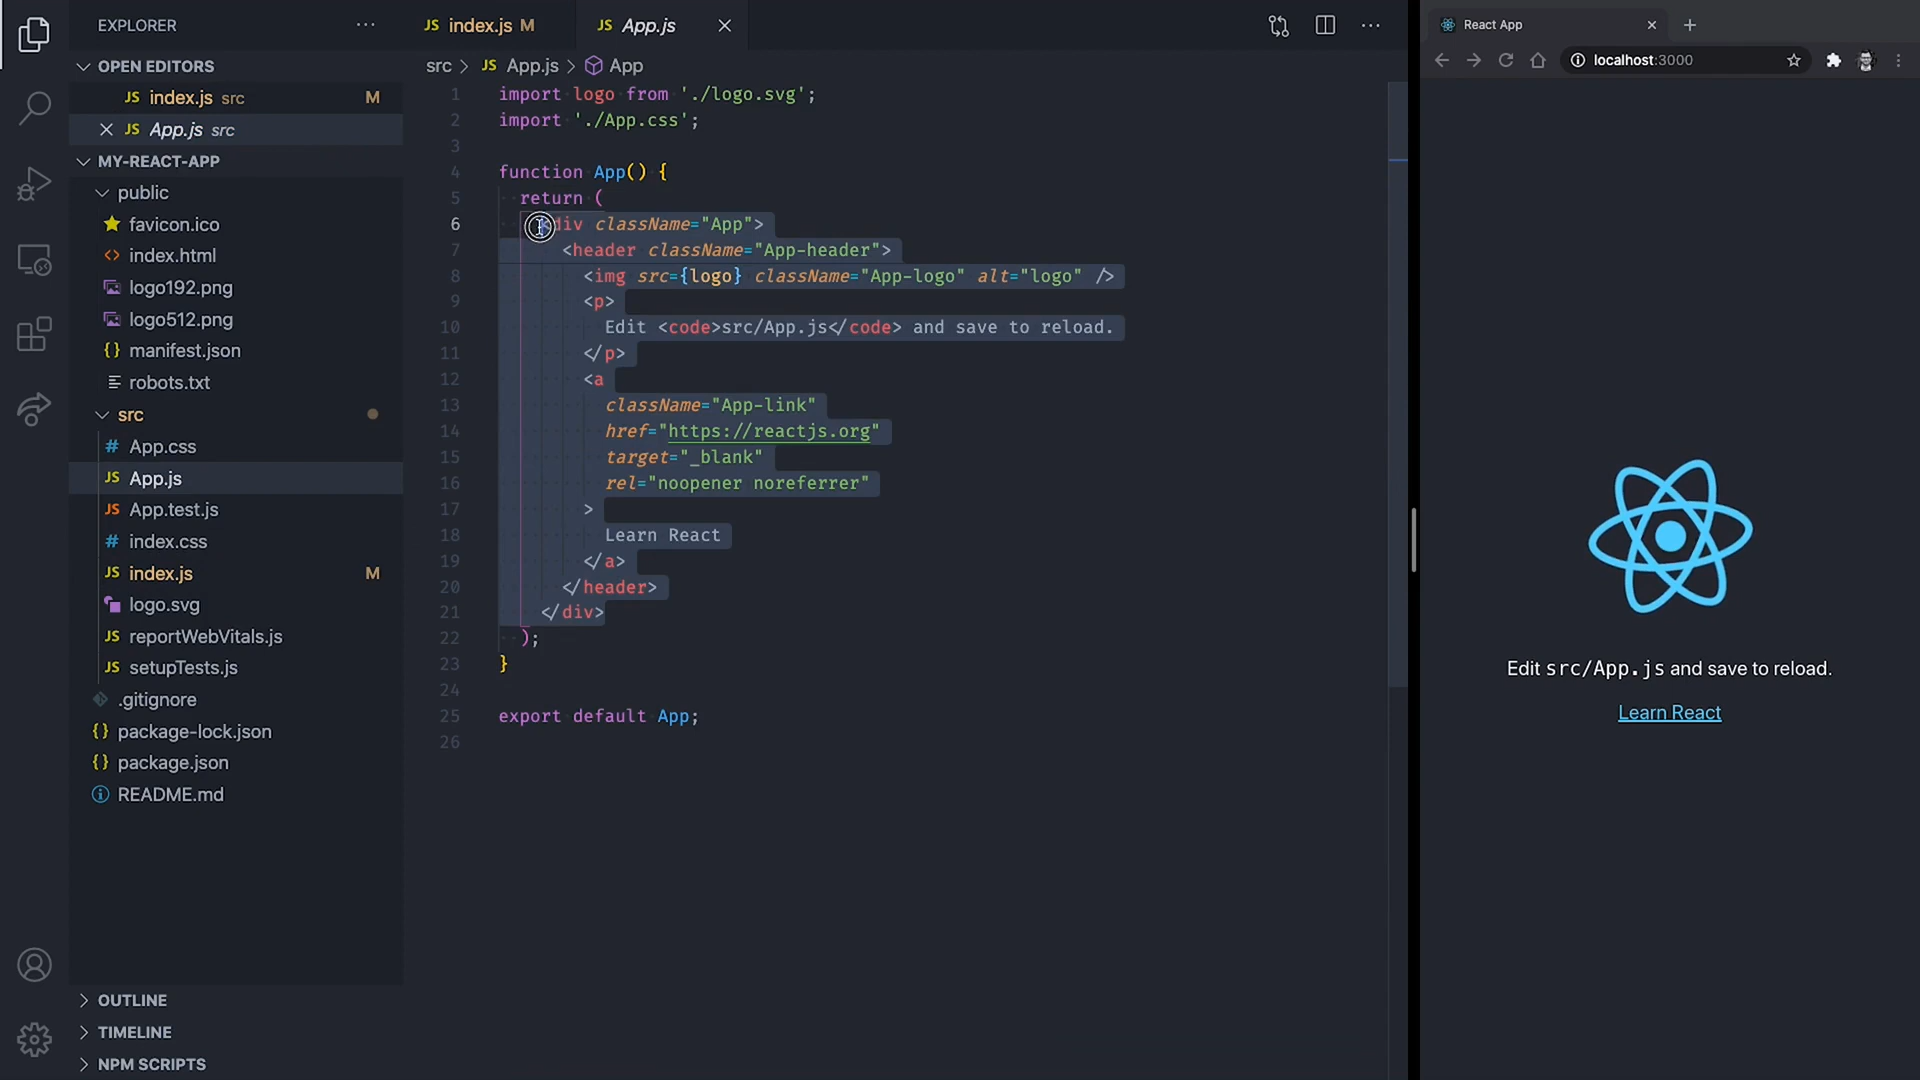 EXPLORER
OPEN EDITORS
JS index.js src M
JS App.js src
MY-REACT-APP
public
favicon.ico
<> index.html
logo192.png
logo512.png
{} manifest.json
robots.txt
src
# App.css
JS App.js
JS App.test.js
# index.css
JS index.js M
logo.svg
JS reportWebVitals.js
JS setupTests.js
.gitignore
{} package-lock.json
{} package.json
README.md
OUTLINE
TIMELINE
NPM SCRIPTS
JS index.js M
JS App.js
src > JS App.js > App
1 import logo from './logo.svg';
2 import './App.css';
3
4 function App() {
5 return (
6 <div className="App">
7 <header className="App-header">
8 <img src={logo} className="App-logo" alt="logo" />
9 <p>
10 Edit <code>src/App.js</code> and save to reload.
11 </p>
12 <a
13 className="App-link"
14 href="https://reactjs.org"
15 target="_blank"
16 rel="noopener noreferrer"
17 >
18 Learn React
19 </a>
20 </header>
21 </div>
22 );
23 }
24
25 export default App;
26
React App
localhost:3000
Edit src/App.js and save to reload.
Learn React